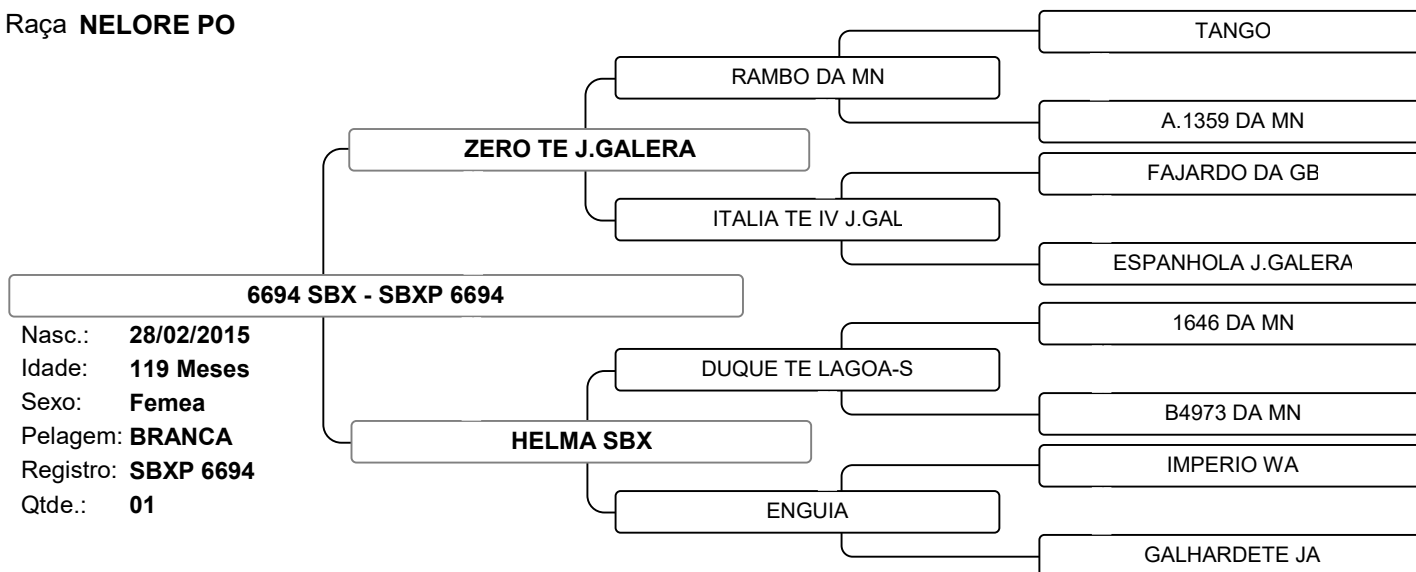 Raça NELORE PO
TANGO
RAMBO DA MN
A.1359 DA MN
ZERO TE J.GALERA
FAJARDO DA GB
ITALIA TE IV J.GAL
ESPANHOLA J.GALERA
6694 SBX - SBXP 6694
1646 DA MN
Nasc.: 28/02/2015
DUQUE TE LAGOA-S
Idade: 119 Meses
Sexo: Femea
B4973 DA MN
Pelagem: BRANCA
HELMA SBX
IMPERIO WA
Registro: SBXP 6694
Qtde.: 01
ENGUIA
GALHARDETE JA